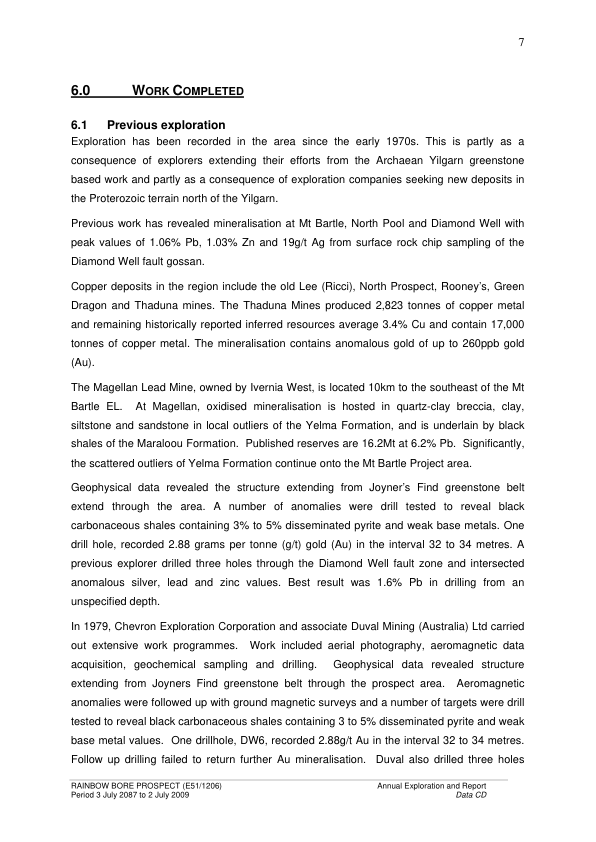 7
6.0 WORK COMPLETED
6.1 Previous exploration
Exploration has been recorded in the area since the early 1970s. This is partly as a
consequence of explorers extending their efforts from the Archaean Yilgarn greenstone
based work and partly as a consequence of exploration companies seeking new deposits in
the Proterozoic terrain north of the Yilgarn.
Previous work has revealed mineralisation at Mt Bartle, North Pool and Diamond Well with
peak values of 1.06% Pb, 1.03% Zn and 19g/t Ag from surface rock chip sampling of the
Diamond Well fault gossan.
Copper deposits in the region include the old Lee (Ricci), North Prospect, Rooney's, Green
Dragon and Thaduna mines. The Thaduna Mines produced 2,823 tonnes of copper metal
and remaining historically reported inferred resources average 3.4% Cu and contain 17,000
tonnes of copper metal. The mineralisation contains anomalous gold of up to 260ppb gold
(Au).
The Magellan Lead Mine, owned by Ivernia West, is located 10km to the southeast of the Mt
Bartle EL. At Magellan, oxidised mineralisation is hosted in quartz-clay breccia, clay,
siltstone and sandstone in local outliers of the Yelma Formation, and is underlain by black
shales of the Maraloou Formation. Published reserves are 16.2Mt at 6.2% Pb. Significantly,
the scattered outliers of Yelma Formation continue onto the Mt Bartle Project area.
Geophysical data revealed the structure extending from Joyner's Find greenstone belt
extend through the area. A number of anomalies were drill tested to reveal black
carbonaceous shales containing 3% to 5% disseminated pyrite and weak base metals. One
drill hole, recorded 2.88 grams per tonne (g/t) gold (Au) in the interval 32 to 34 metres. A
previous explorer drilled three holes through the Diamond Well fault zone and intersected
anomalous silver, lead and zinc values. Best result was 1.6% Pb in drilling from an
unspecified depth.
In 1979, Chevron Exploration Corporation and associate Duval Mining (Australia) Ltd carried
out extensive work programmes. Work included aerial photography, aeromagnetic data
acquisition, geochemical sampling and drilling. Geophysical data revealed structure
extending from Joyners Find greenstone belt through the prospect area. Aeromagnetic
anomalies were followed up with ground magnetic surveys and a number of targets were drill
tested to reveal black carbonaceous shales containing 3 to 5% disseminated pyrite and weak
base metal values. One drillhole, DW6, recorded 2.88g/t Au in the interval 32 to 34 metres.
Follow up drilling failed to return further Au mineralisation. Duval also drilled three holes
RAINBOW BORE PROSPECT (E51/1206) Annual Exploration and Report
Period 3 July 2087 to 2 July 2009 Data CD